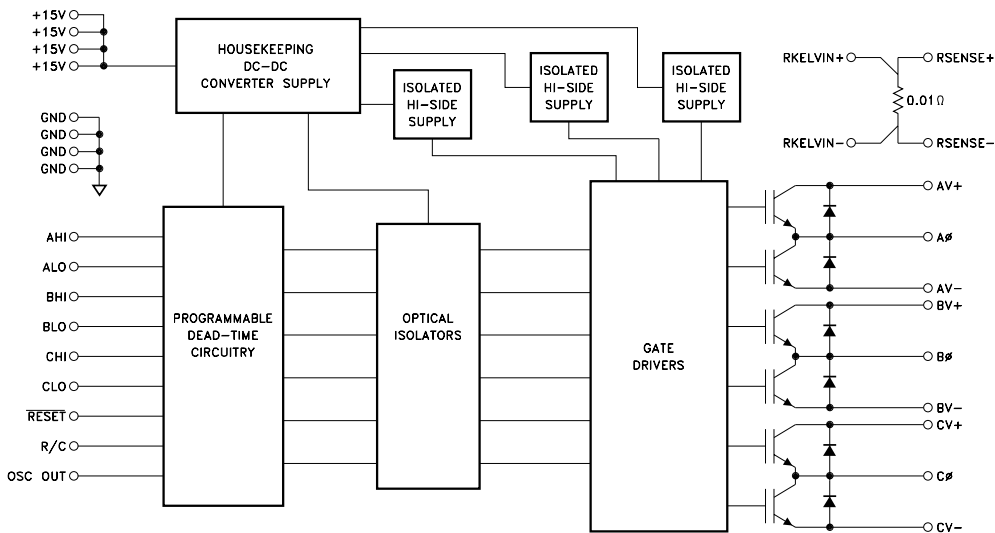 +15V
+15V
+15V
+15V
HOUSEKEEPING
DC-DC
CONVERTER SUPPLY
ISOLATED
HI-SIDE
SUPPLY
ISOLATED
HI-SIDE
SUPPLY
ISOLATED
HI-SIDE
SUPPLY
RKELVIN+
RSENSE+
0.01Ω
RKELVIN-
RSENSE-
GND
GND
GND
GND
AHI
ALO
BHI
BLO
CHI
CLO
RESET
R/C
OSC OUT
PROGRAMMABLE
DEAD-TIME
CIRCUITRY
OPTICAL
ISOLATORS
GATE
DRIVERS
AV+
AØ
AV-
BV+
BØ
BV-
CV+
CØ
CV-